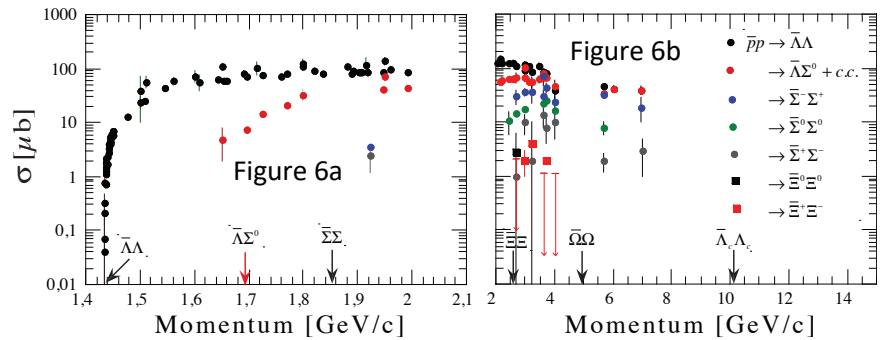 σ [μb]
1000
100
10
1
0,1
0,01
Figure 6a
Λ̄Λ
Λ̄Σ⁰
Σ̄Σ
1,4 1,5 1,6 1,7 1,8 1,9 2 2,1
Momentum [GeV/c]
Figure 6b
p̄p → Λ̄Λ
→ Λ̄Σ⁰ + c.c.
→ Σ̄⁻Σ⁺
→ Σ̄⁰Σ⁰
→ Σ̄⁺Σ⁻
→ Ξ̄⁰Ξ⁰
→ Ξ̄⁺Ξ⁻
Ξ̄Ξ
Ω̄Ω
Λ̄_cΛ_c
2 4 6 8 10 12 14
Momentum [GeV/c]